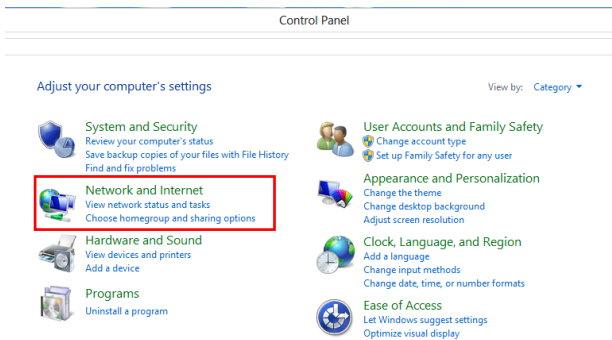 Control Panel
Adjust your computer's settings
View by: Category
System and Security
Review your computer's status
Save backup copies of your files with File History
Find and fix problems
Network and Internet
View network status and tasks
Choose homegroup and sharing options
Hardware and Sound
View devices and printers
Add a device
Programs
Uninstall a program
User Accounts and Family Safety
Change account type
Set up Family Safety for any user
Appearance and Personalization
Change the theme
Change desktop background
Adjust screen resolution
Clock, Language, and Region
Add a language
Change input methods
Change date, time, or number formats
Ease of Access
Let Windows suggest settings
Optimize visual display